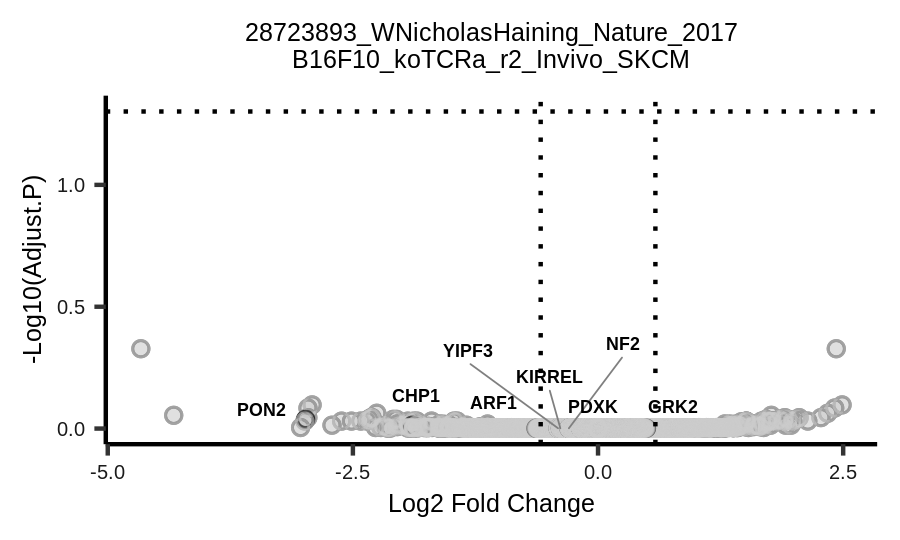 28723893_WNicholasHaining_Nature_2017
B16F10_koTCRa_r2_Invivo_SKCM
-Log10(Adjust.P)
1.0
0.5
0.0
YIPF3
NF2
KIRREL
CHP1
ARF1
PDXK
GRK2
PON2
-5.0
-2.5
0.0
2.5
Log2 Fold Change